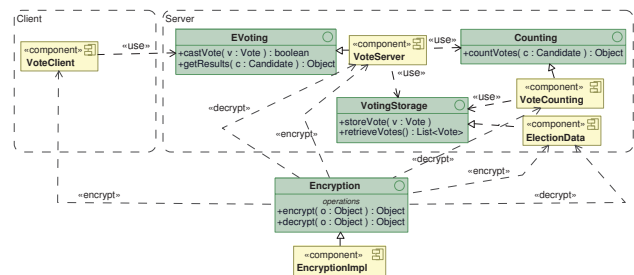 Client
Server
«component»
VoteClient
«use»
EVoting
+castVote( v : Vote ) : boolean
+getResults( c : Candidate ) : Object
«component»
VoteServer
«use»
Counting
+countVotes( c : Candidate ) : Object
«use»
«component»
VoteCounting
«use»
VotingStorage
+storeVote( v : Vote )
+retrieveVotes() : List<Vote>
«component»
ElectionData
«decrypt»
«encrypt»
«decrypt»
«encrypt»
«encrypt»
«decrypt»
Encryption
operations
+encrypt( o : Object ) : Object
+decrypt( o : Object ) : Object
«component»
EncryptionImpl